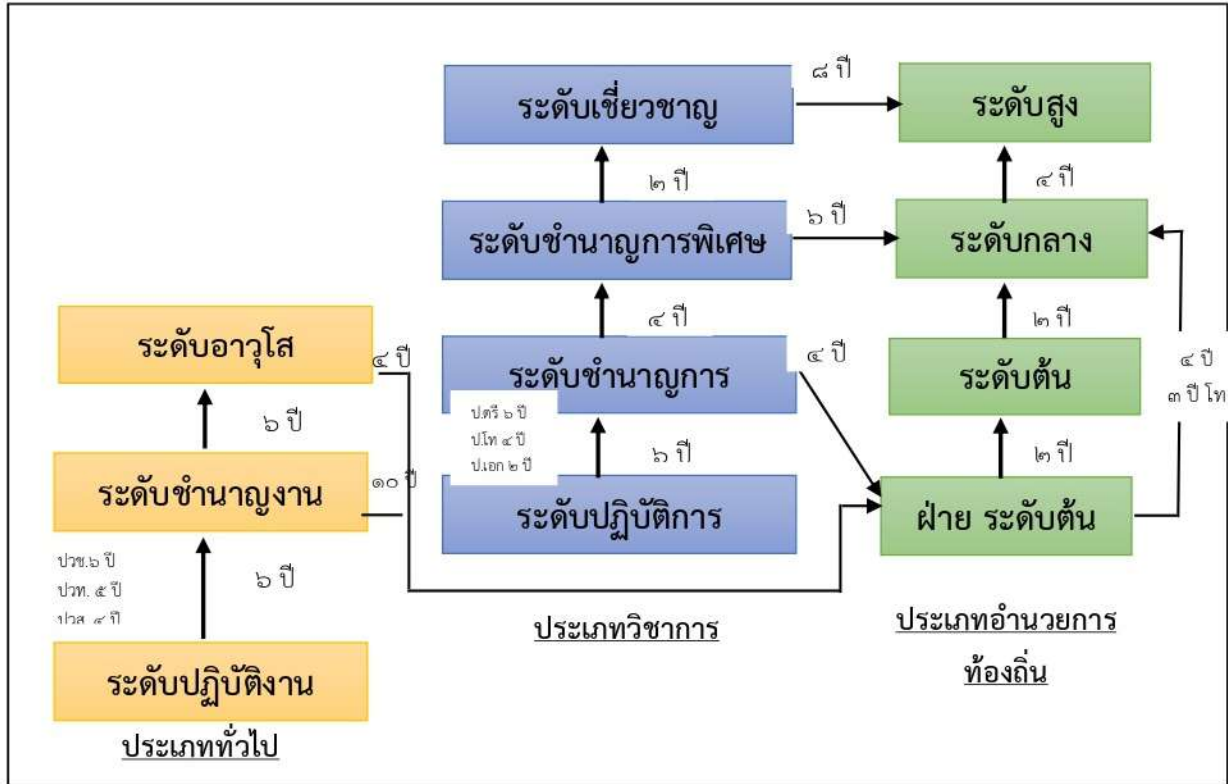 ระดับเชี่ยวชาญ
๘ ปี
ระดับสูง
๒ ปี
๔ ปี
ระดับชำนาญการพิเศษ
๖ ปี
ระดับกลาง
๔ ปี
๒ ปี
ระดับอาวุโส
๔ ปี
ระดับชำนาญการ
๔ ปี
ระดับต้น
๔ ปี
๓ ปี โท
๖ ปี
ป.ตรี ๖ ปี
ป.โท ๔ ปี
ป.เอก ๒ ปี
๖ ปี
๒ ปี
ระดับชำนาญงาน
๑๐ ปี
ระดับปฏิบัติการ
ฝ่าย ระดับต้น
ปวช.๖ ปี
ปวท. ๕ ปี
ปวส ๔ ปี
๖ ปี
ประเภทวิชาการ
ประเภทอำนวยการ
ท้องถิ่น
ระดับปฏิบัติงาน
ประเภททั่วไป